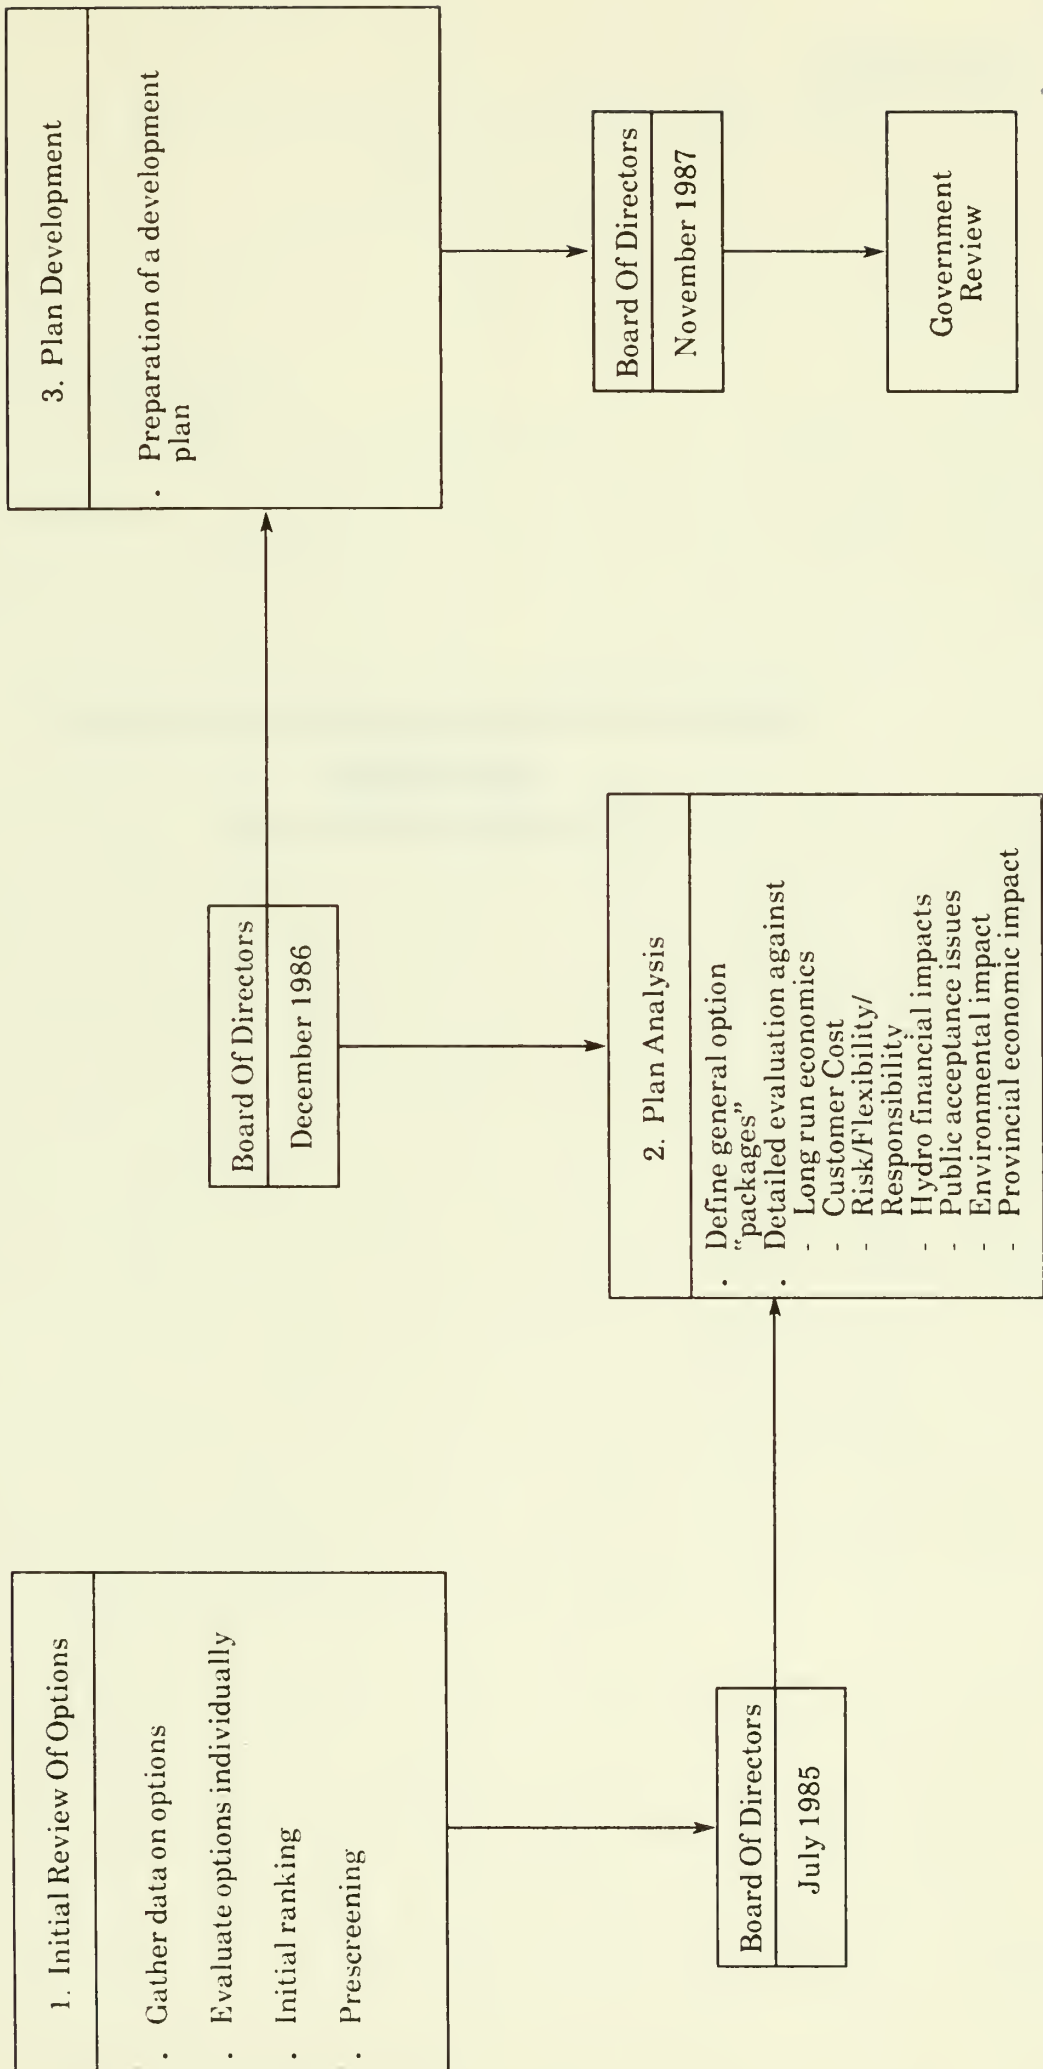 1. Initial Review Of Options
. Gather data on options
. Evaluate options individually
. Initial ranking
. Prescreening
Board Of Directors
July 1985
Board Of Directors
December 1986
2. Plan Analysis
. Define general option
"packages"
. Detailed evaluation against
- Long run economics
- Customer Cost
- Risk/Flexibility/
Responsibility
- Hydro financial impacts
- Public acceptance issues
- Environmental impact
- Provincial economic impact
3. Plan Development
. Preparation of a development
plan
Board Of Directors
November 1987
Government
Review